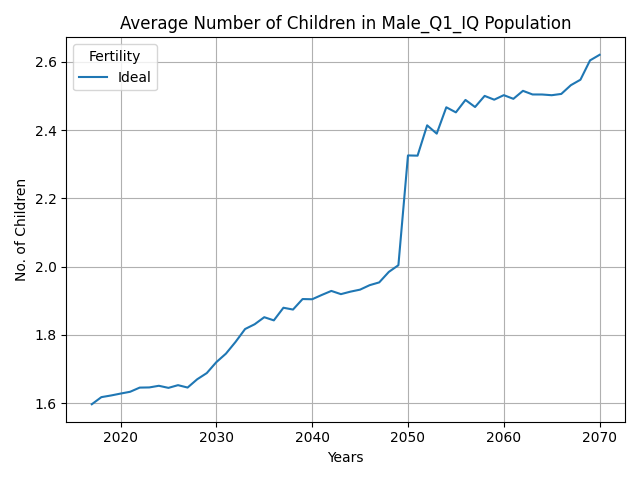 Average Number of Children in Male_Q1_IQ Population
Fertility
Ideal
No. of Children
2.6
2.4
2.2
2.0
1.8
1.6
2020 2030 2040 2050 2060 2070
Years